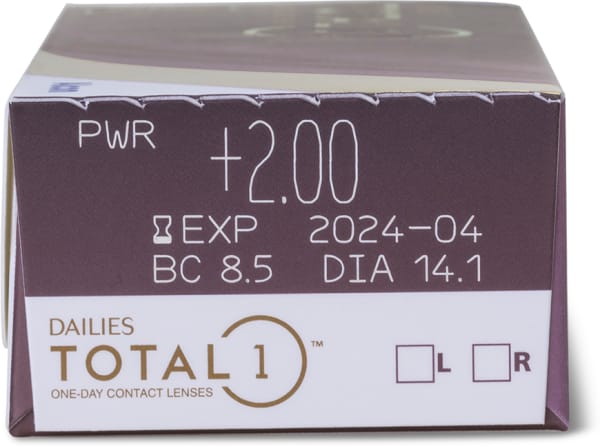 PWR +2.00
EXP 2024-04
BC 8.5 DIA 14.1
DAILIES
TOTAL 1™
ONE-DAY CONTACT LENSES
L R